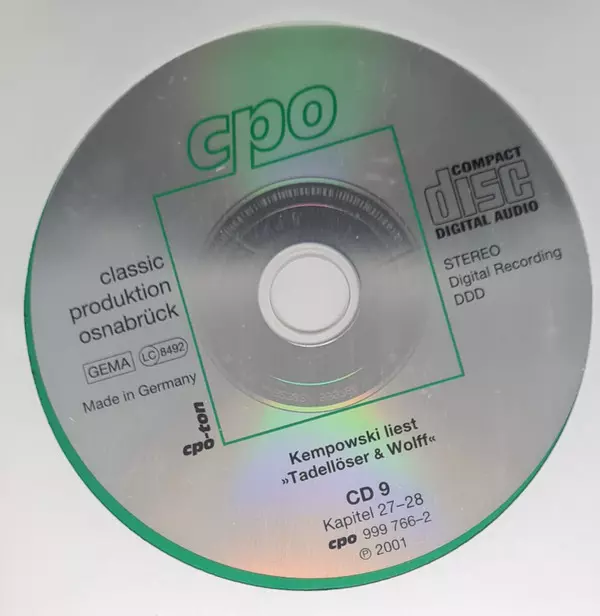 cpo
COMPACT
disc
DIGITAL AUDIO
STEREO
Digital Recording
DDD
classic
produktion
osnabrück
GEMA LC 8492
Made in Germany
cpo-ton
Kempowski liest
»Tadellöser & Wolff«
CD 9
Kapitel 27–28
cpo 999 766-2
℗ 2001